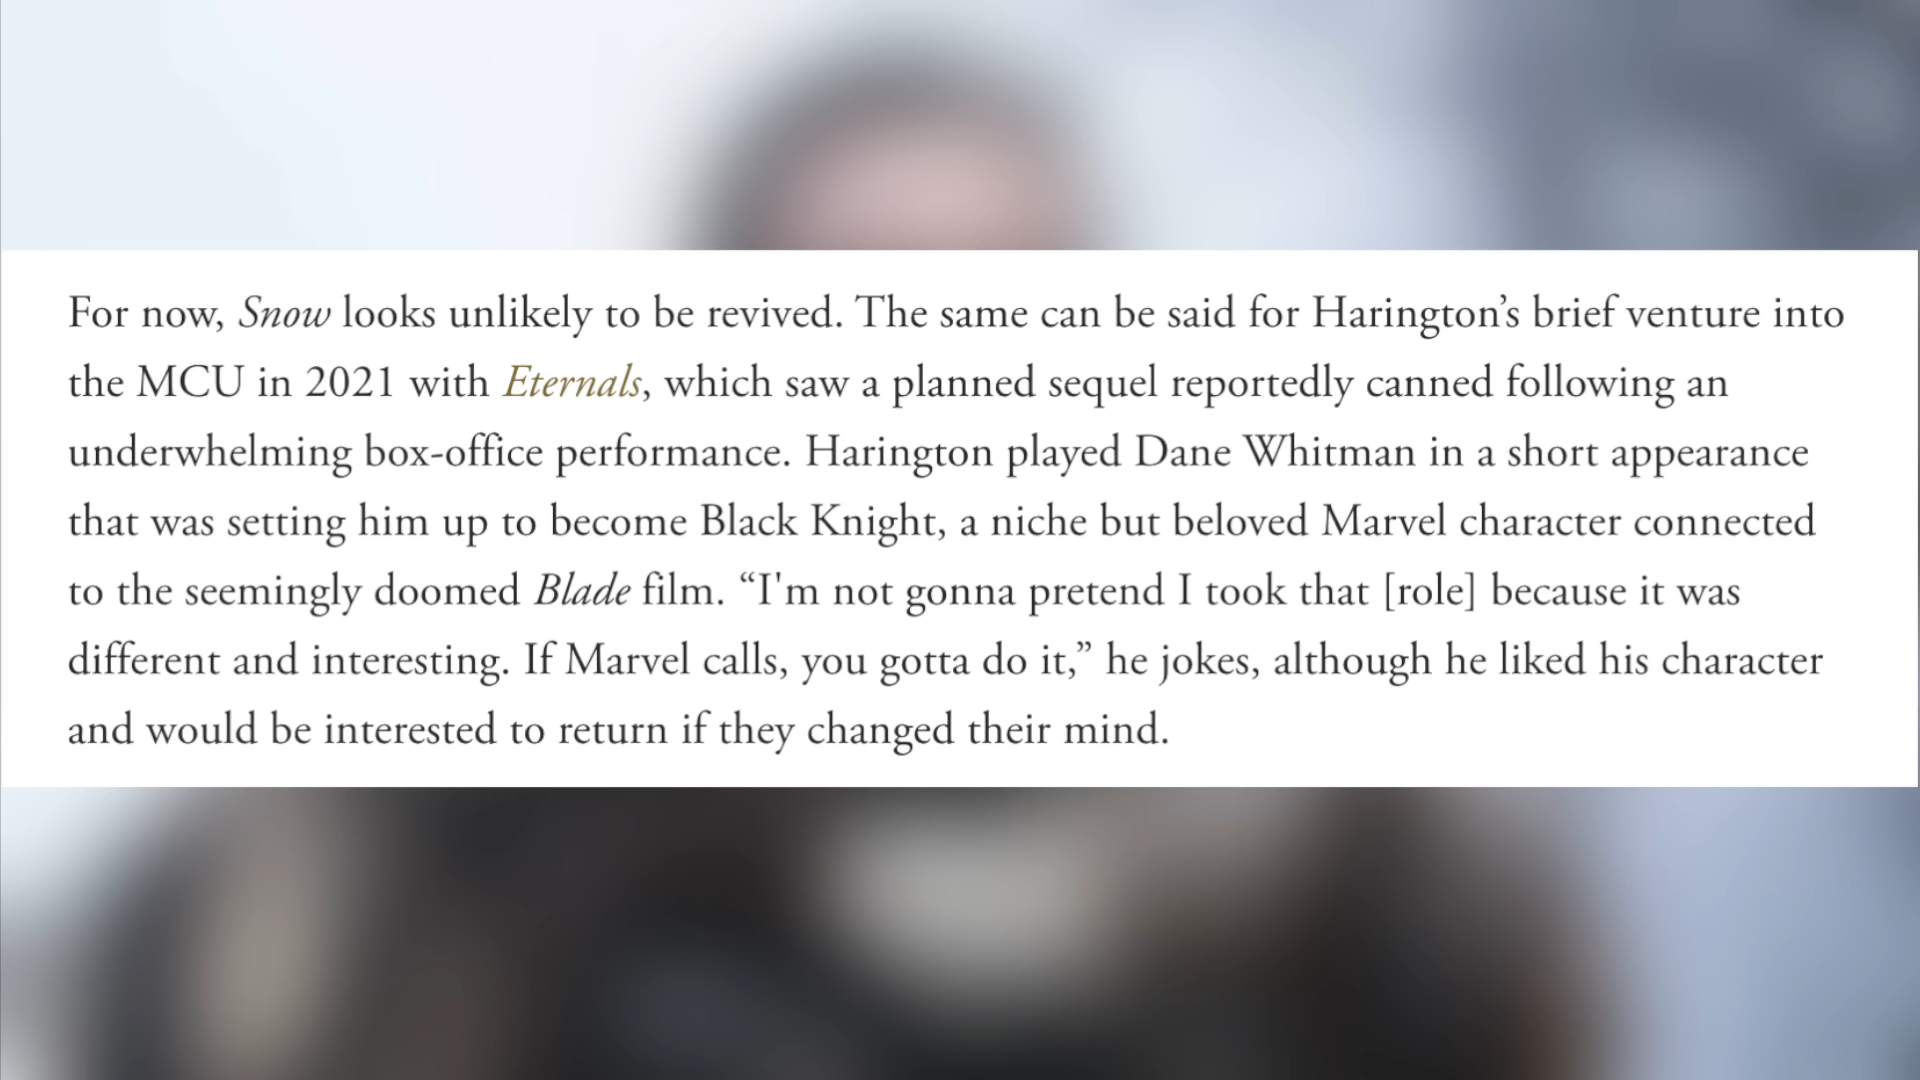 For now, Snow looks unlikely to be revived. The same can be said for Harington’s brief venture into
the MCU in 2021 with Eternals, which saw a planned sequel reportedly canned following an
underwhelming box-office performance. Harington played Dane Whitman in a short appearance
that was setting him up to become Black Knight, a niche but beloved Marvel character connected
to the seemingly doomed Blade film. “I'm not gonna pretend I took that [role] because it was
different and interesting. If Marvel calls, you gotta do it,” he jokes, although he liked his character
and would be interested to return if they changed their mind.